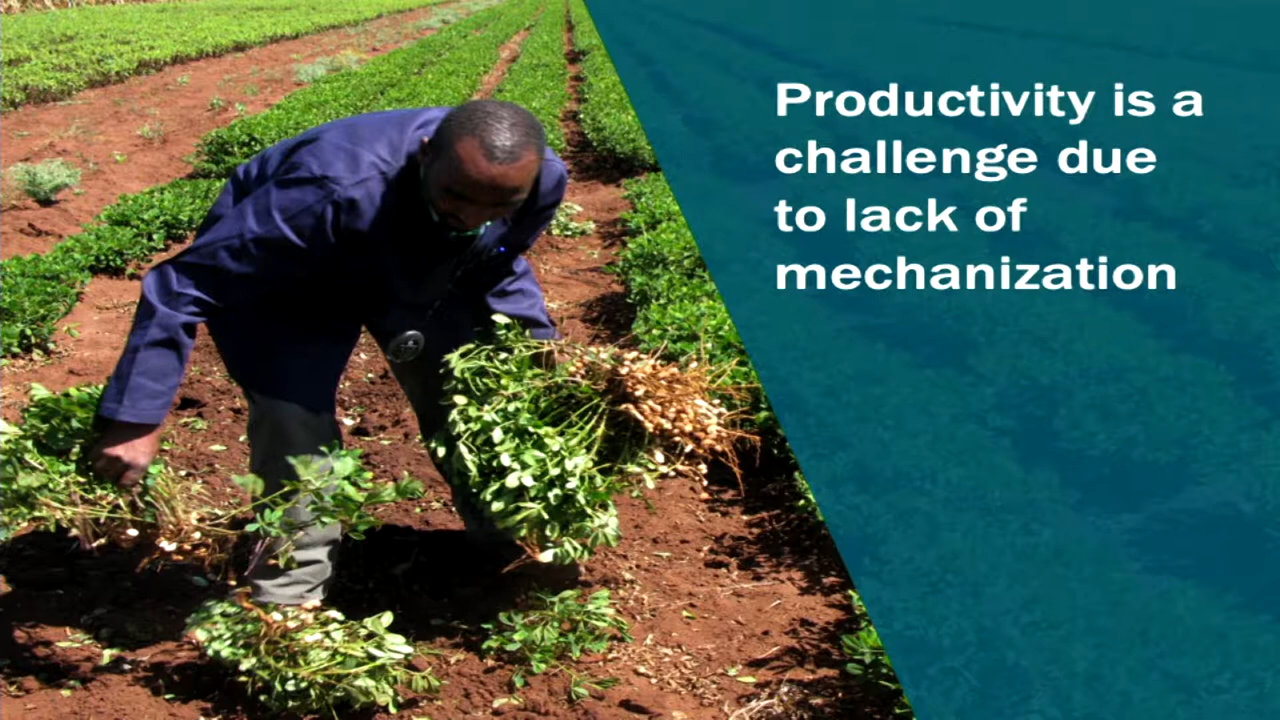 Productivity is a
challenge due
to lack of
mechanization